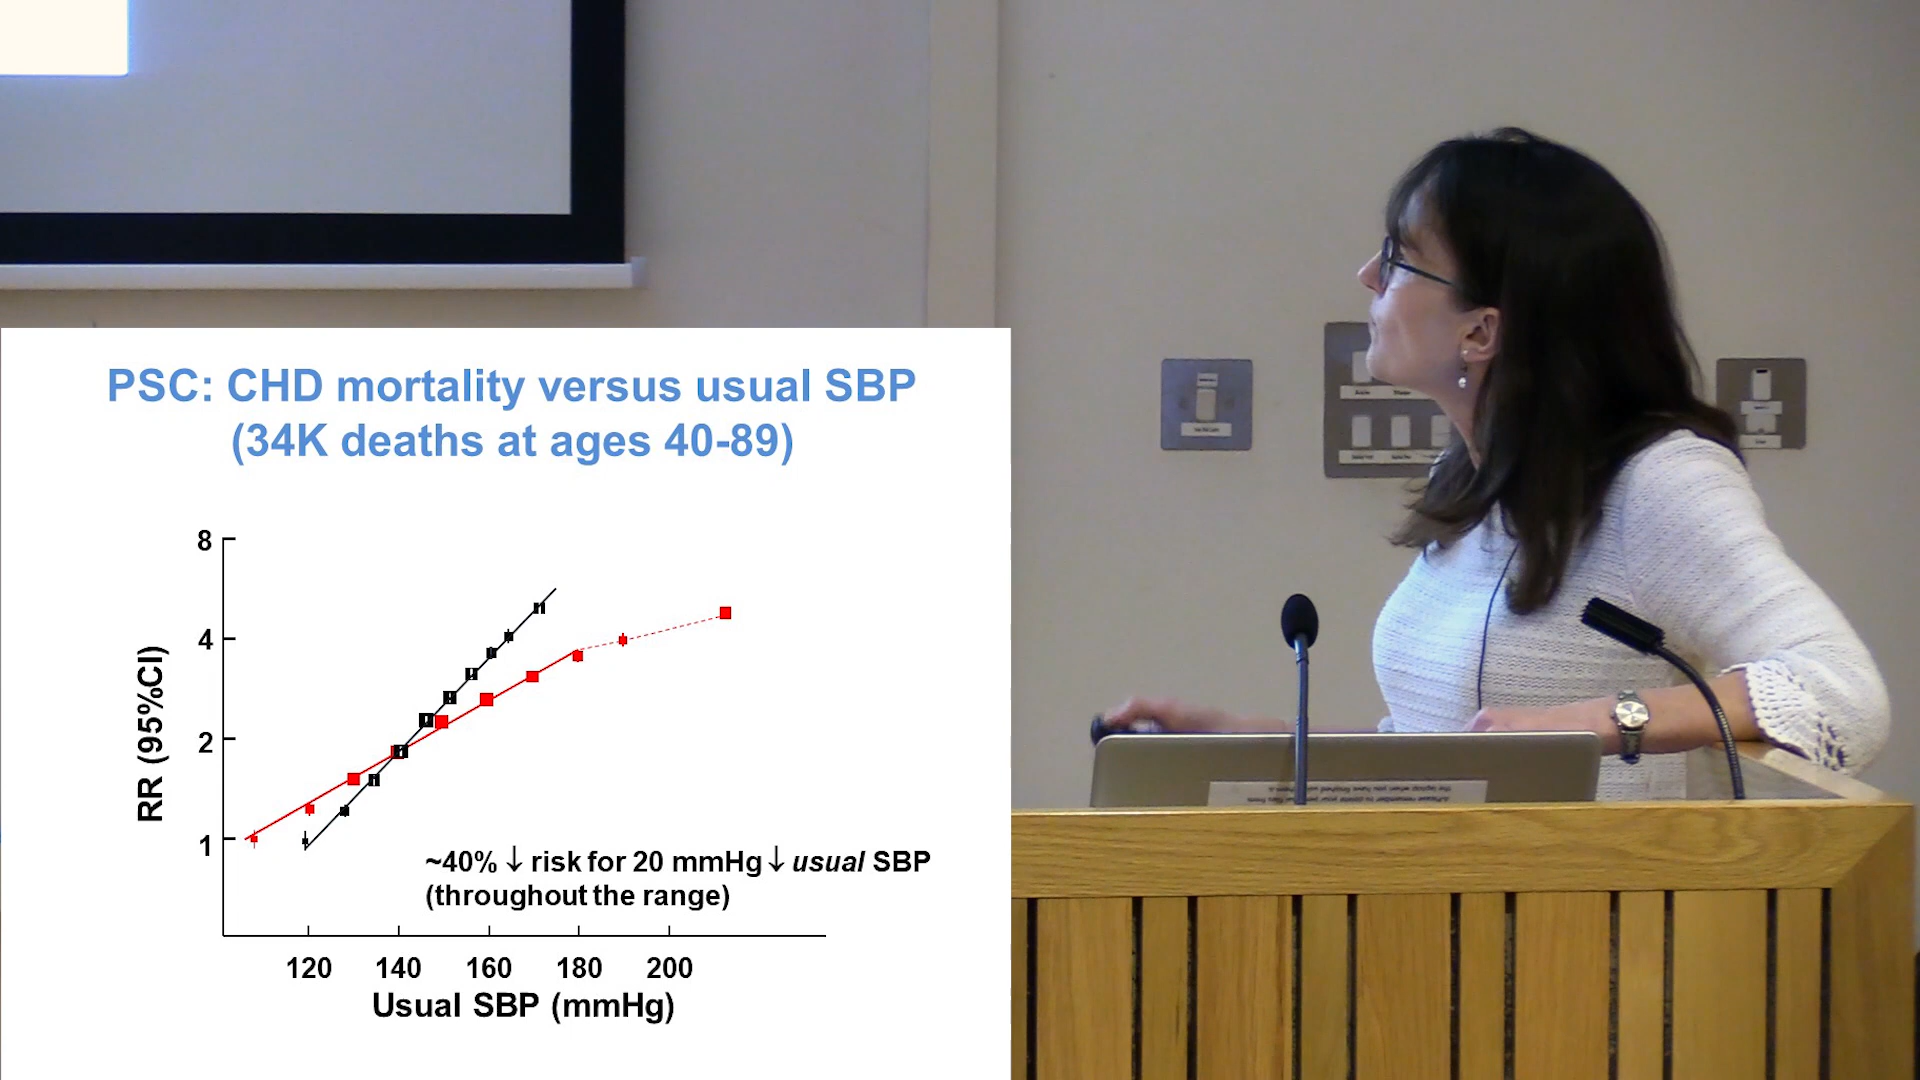 PSC: CHD mortality versus usual SBP
(34K deaths at ages 40-89)
8
4
2
1
RR (95%CI)
~40% ↓ risk for 20 mmHg ↓ usual SBP
(throughout the range)
120 140 160 180 200
Usual SBP (mmHg)